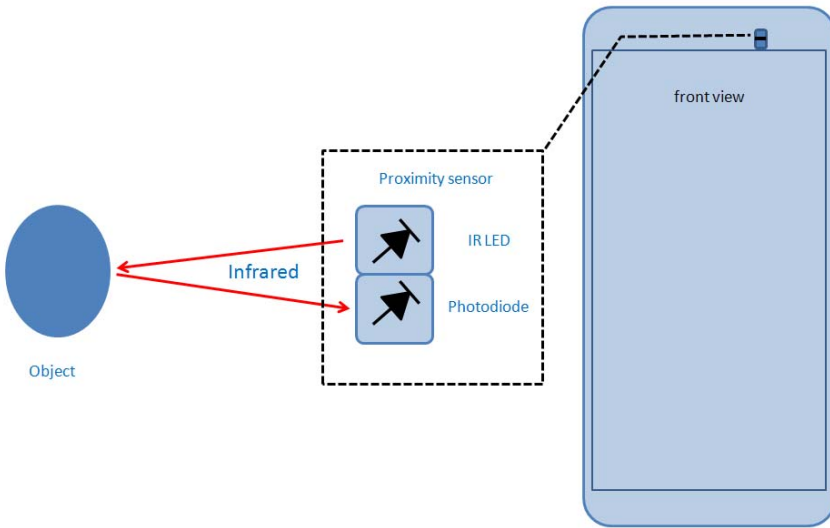 front view
Proximity sensor
IR LED
Infrared
Photodiode
Object